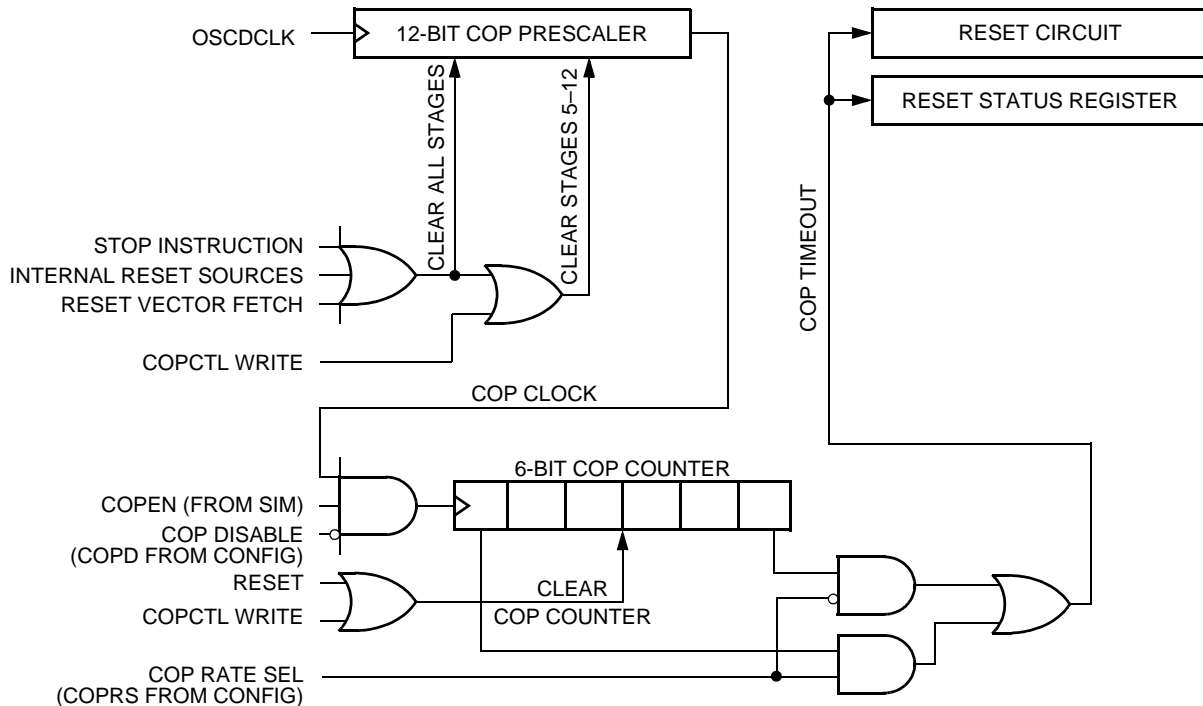 OSCDCLK
12-BIT COP PRESCALER
RESET CIRCUIT
RESET STATUS REGISTER
CLEAR ALL STAGES
CLEAR STAGES 5–12
COP TIMEOUT
STOP INSTRUCTION
INTERNAL RESET SOURCES
RESET VECTOR FETCH
COPCTL WRITE
COP CLOCK
6-BIT COP COUNTER
COPEN (FROM SIM)
COP DISABLE
(COPD FROM CONFIG)
RESET
COPCTL WRITE
CLEAR
COP COUNTER
COP RATE SEL
(COPRS FROM CONFIG)